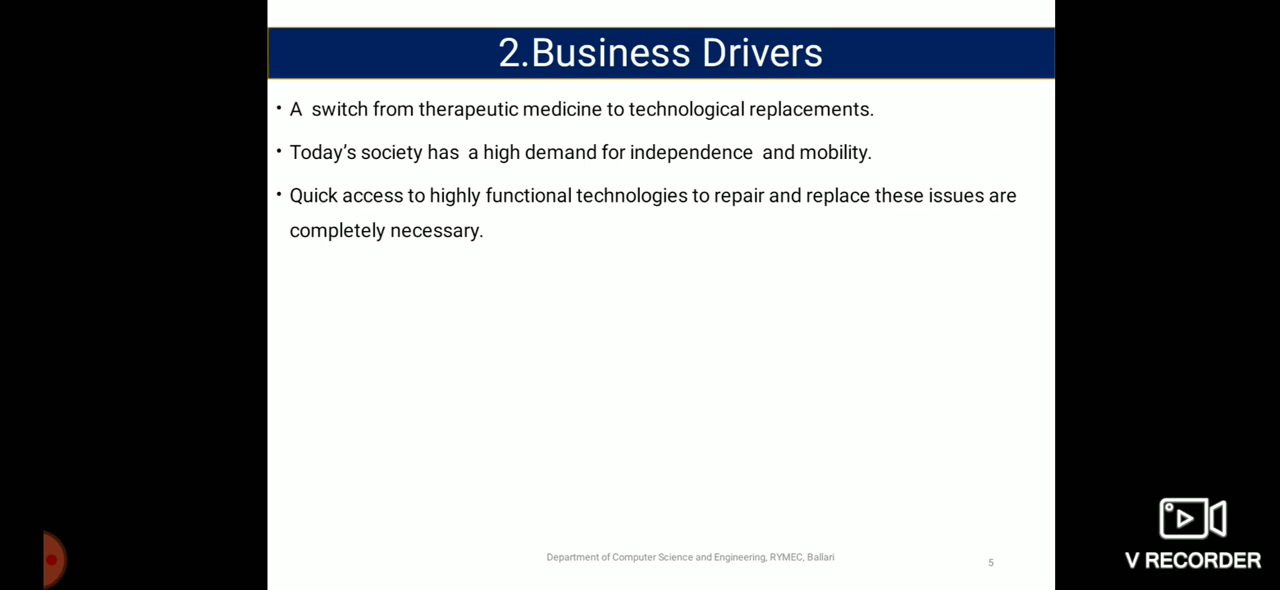 2.Business Drivers
• A switch from therapeutic medicine to technological replacements.
• Today's society has a high demand for independence and mobility.
• Quick access to highly functional technologies to repair and replace these issues are
completely necessary.
Department of Computer Science and Engineering, RYMEC, Ballari
5
V RECORDER